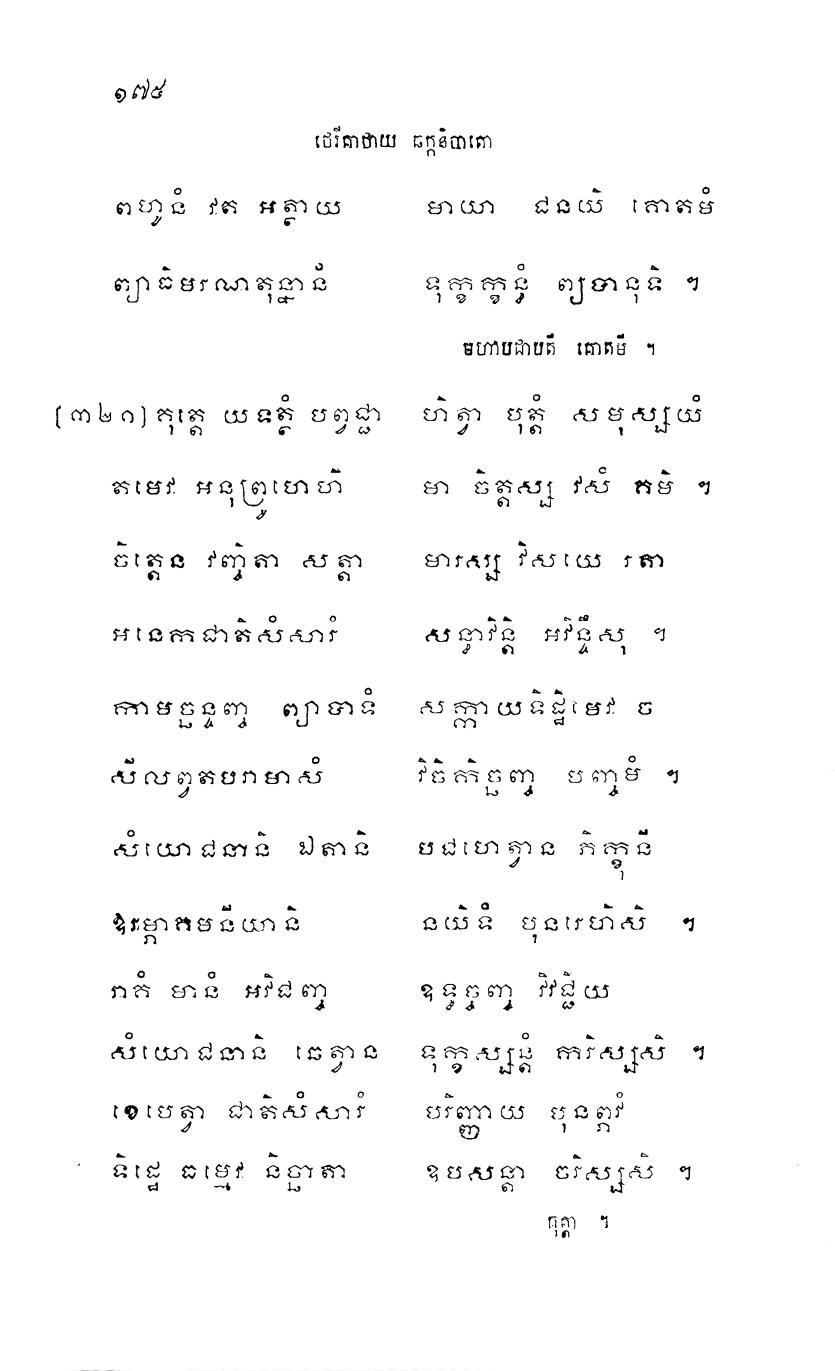 ១៧៥
ថេរីគាថាយ ឆក្កនិបាតោ
ពហូនំ វត អត្ថាយ មាយា ជនយិ គោតមំ
ព្យាធិមរណតុន្នានំ ទុក្ខក្ខន្ធំ ព្យបានុទិ ។
មហាបជាបតី គោតមី ។
[៣២១] គុត្តេ យទត្ថំ បព្វជ្ជា ហិត្វា បុត្តំ សមុស្សយំ
តមេវ អនុព្រូហេហិ មា ចិត្តស្ស វសំ គមិ ។
ចិត្តេន វញ្ចិតា សត្តា មារស្ស វិសយេ រតា
អនេកជាតិសំសារំ សន្ធាវិន្តិ អវិន្ទឹសុ ។
កាមច្ឆន្ទញ្ច ព្យាបាទំ សក្កាយទិដ្ឋិមេវ ច
សីលព្វតបរាមាសំ វិចិកិច្ឆញ្ច បញ្ចមំ ។
សំយោជនានិ ឯតានិ បជហេត្វាន ភិក្ខុនី
ឱរម្ភាគមនីយានិ នយិទំ បុនរេហិសិ ។
រាគំ មានំ អវិជញ្ច ឧទ្ធច្ចញ្ច វិវជ្ជិយ
សំយោជនានិ ឆេត្វាន ទុក្ខស្សន្តំ ករិស្សសិ ។
ខេបេត្វា ជាតិសំសារំ បរិញ្ញាយ បុនព្ភវំ
ទិដ្ឋេ ធម្មេវ និច្ឆាតា ឧបសន្តា ចរិស្សសិ ។
គុត្តា ។